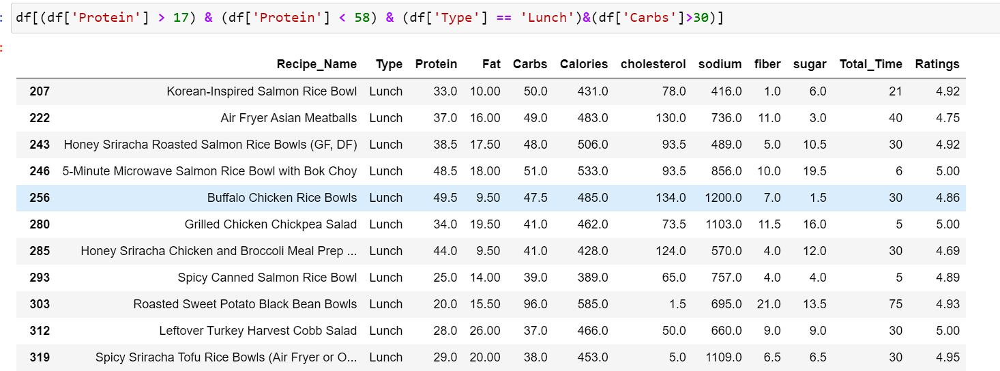 : df[(df['Protein'] > 17) & (df['Protein'] < 58) & (df['Type'] == 'Lunch')&(df['Carbs']>30)]
:
Recipe_Name Type Protein Fat Carbs Calories cholesterol sodium fiber sugar Total_Time Ratings
207 Korean-Inspired Salmon Rice Bowl Lunch 33.0 10.00 50.0 431.0 78.0 416.0 1.0 6.0 21 4.92
222 Air Fryer Asian Meatballs Lunch 37.0 16.00 49.0 483.0 130.0 736.0 11.0 3.0 40 4.75
243 Honey Sriracha Roasted Salmon Rice Bowls (GF, DF) Lunch 38.5 17.50 48.0 506.0 93.5 489.0 5.0 10.5 30 4.92
246 5-Minute Microwave Salmon Rice Bowl with Bok Choy Lunch 48.5 18.00 51.0 533.0 93.5 856.0 10.0 19.5 6 5.00
256 Buffalo Chicken Rice Bowls Lunch 49.5 9.50 47.5 485.0 134.0 1200.0 7.0 1.5 30 4.86
280 Grilled Chicken Chickpea Salad Lunch 34.0 19.50 41.0 462.0 73.5 1103.0 11.5 16.0 5 5.00
285 Honey Sriracha Chicken and Broccoli Meal Prep ... Lunch 44.0 9.50 41.0 428.0 124.0 570.0 4.0 12.0 30 4.69
293 Spicy Canned Salmon Rice Bowl Lunch 25.0 14.00 39.0 389.0 65.0 757.0 4.0 4.0 5 4.89
303 Roasted Sweet Potato Black Bean Bowls Lunch 20.0 15.50 96.0 585.0 1.5 695.0 21.0 13.5 75 4.93
312 Leftover Turkey Harvest Cobb Salad Lunch 28.0 26.00 37.0 466.0 50.0 660.0 9.0 9.0 30 5.00
319 Spicy Sriracha Tofu Rice Bowls (Air Fryer or O... Lunch 29.0 20.00 38.0 453.0 5.0 1109.0 6.5 6.5 30 4.95